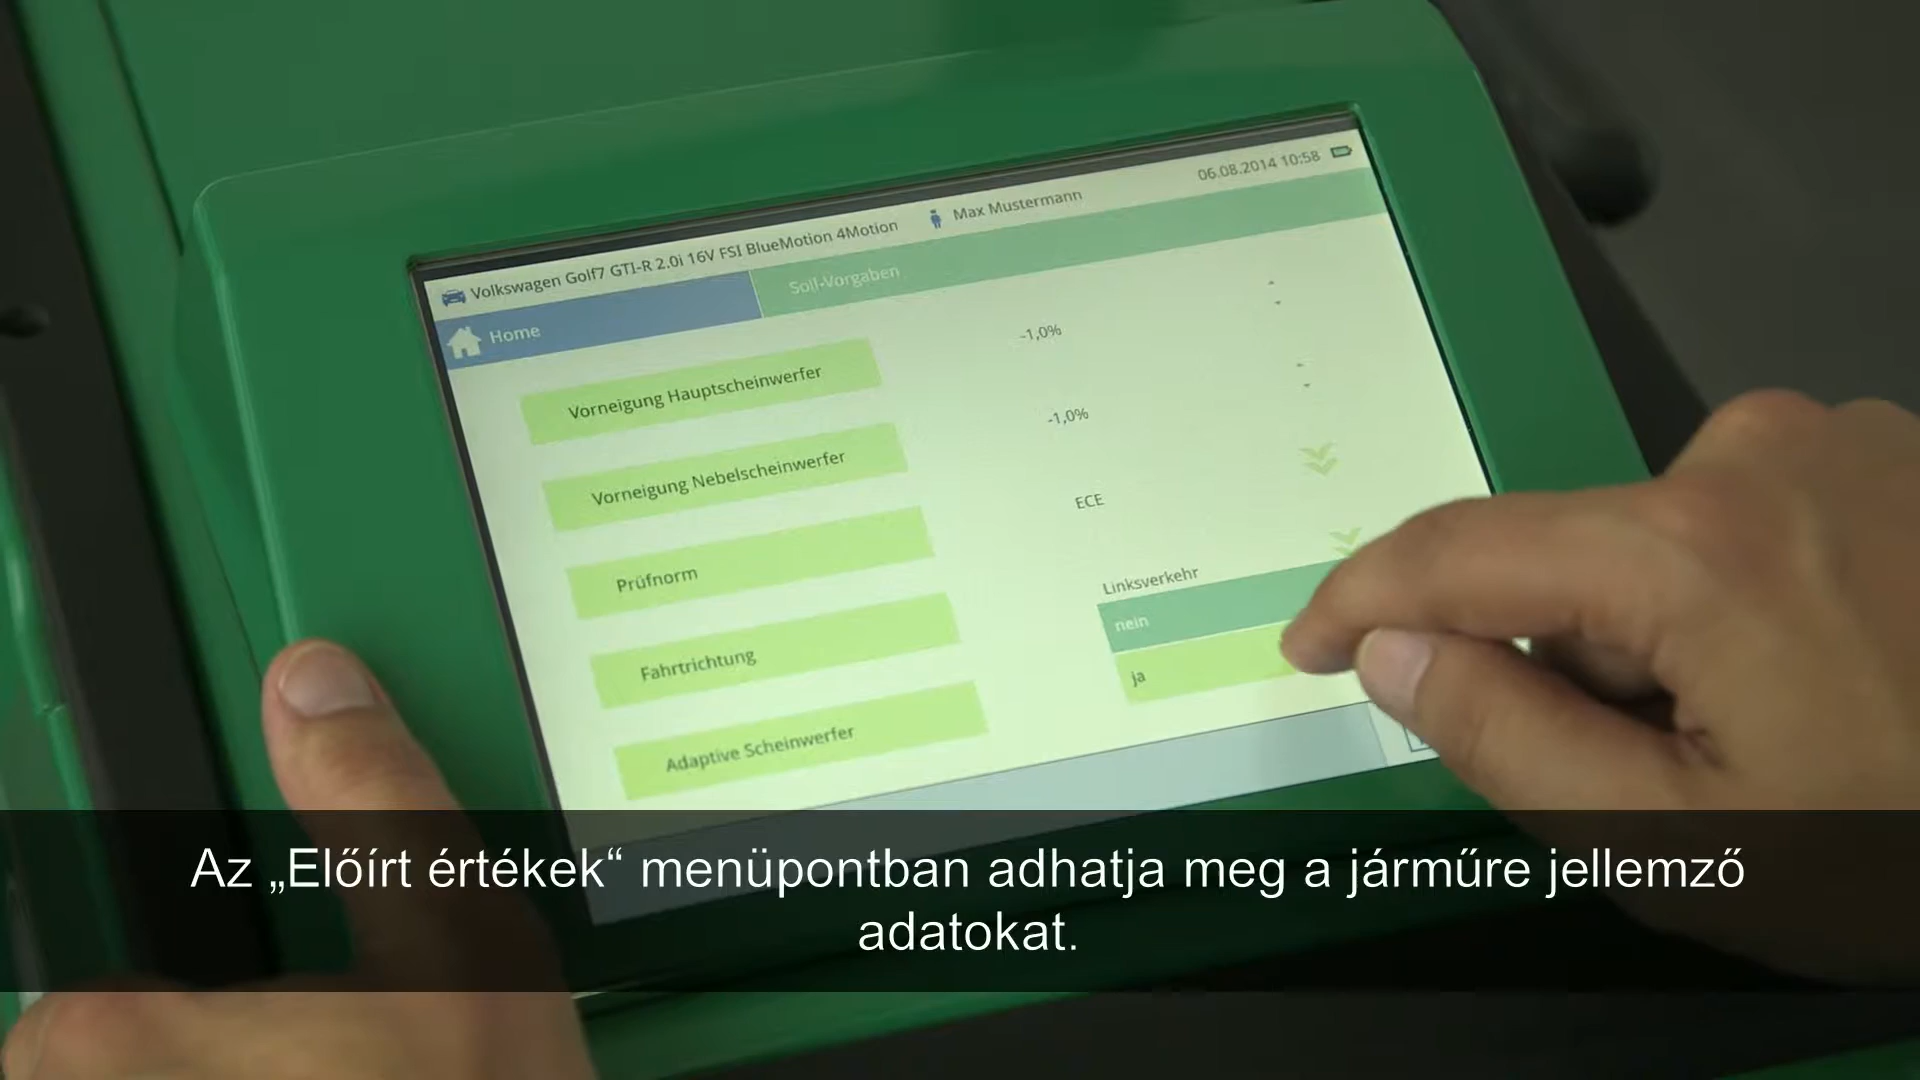 Volkswagen Golf7 GTI-R 2.0i 16V FSI BlueMotion 4Motion
Max Mustermann
06.08.2014 10:58
Home
Soll-Vorgaben
Vorneigung Hauptscheinwerfer
-1,0%
Vorneigung Nebelscheinwerfer
-1,0%
Prüfnorm
ECE
Fahrtrichtung
Linksverkehr
nein
ja
Adaptive Scheinwerfer
Az „Előírt értékek“ menüpontban adhatja meg a járműre jellemző
adatokat.